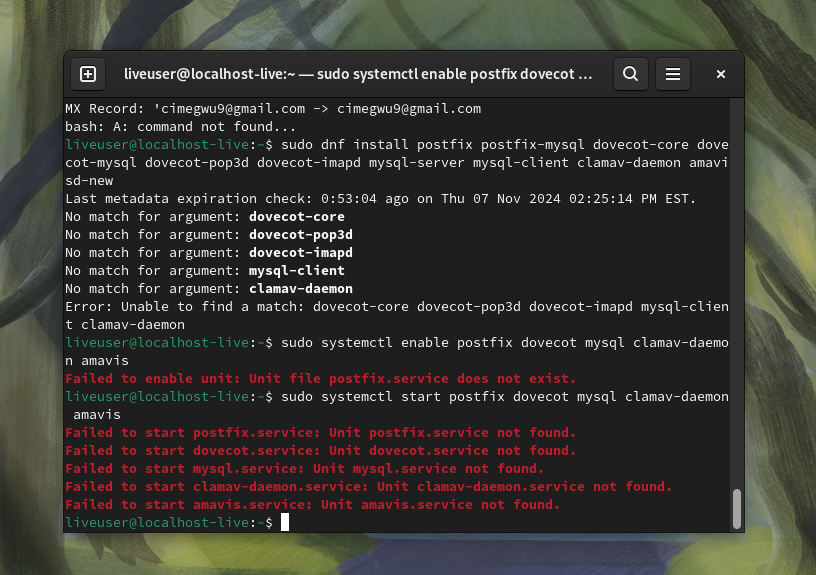 liveuser@localhost-live:~ — sudo systemctl enable postfix dovecot ...
MX Record: 'cimegwu9@gmail.com -> cimegwu9@gmail.com
bash: A: command not found...
liveuser@localhost-live:~$ sudo dnf install postfix postfix-mysql dovecot-core dove
cot-mysql dovecot-pop3d dovecot-imapd mysql-server mysql-client clamav-daemon amavi
sd-new
Last metadata expiration check: 0:53:04 ago on Thu 07 Nov 2024 02:25:14 PM EST.
No match for argument: dovecot-core
No match for argument: dovecot-pop3d
No match for argument: dovecot-imapd
No match for argument: mysql-client
No match for argument: clamav-daemon
Error: Unable to find a match: dovecot-core dovecot-pop3d dovecot-imapd mysql-clien
t clamav-daemon
liveuser@localhost-live:~$ sudo systemctl enable postfix dovecot mysql clamav-daemo
n amavis
Failed to enable unit: Unit file postfix.service does not exist.
liveuser@localhost-live:~$ sudo systemctl start postfix dovecot mysql clamav-daemon
 amavis
Failed to start postfix.service: Unit postfix.service not found.
Failed to start dovecot.service: Unit dovecot.service not found.
Failed to start mysql.service: Unit mysql.service not found.
Failed to start clamav-daemon.service: Unit clamav-daemon.service not found.
Failed to start amavis.service: Unit amavis.service not found.
liveuser@localhost-live:~$